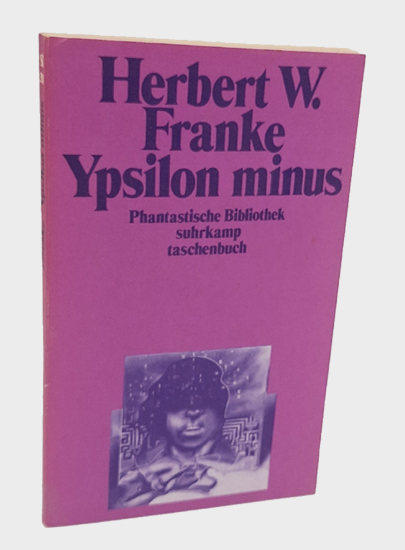 Herbert W.
Franke
Ypsilon minus
Phantastische Bibliothek
suhrkamp
taschenbuch